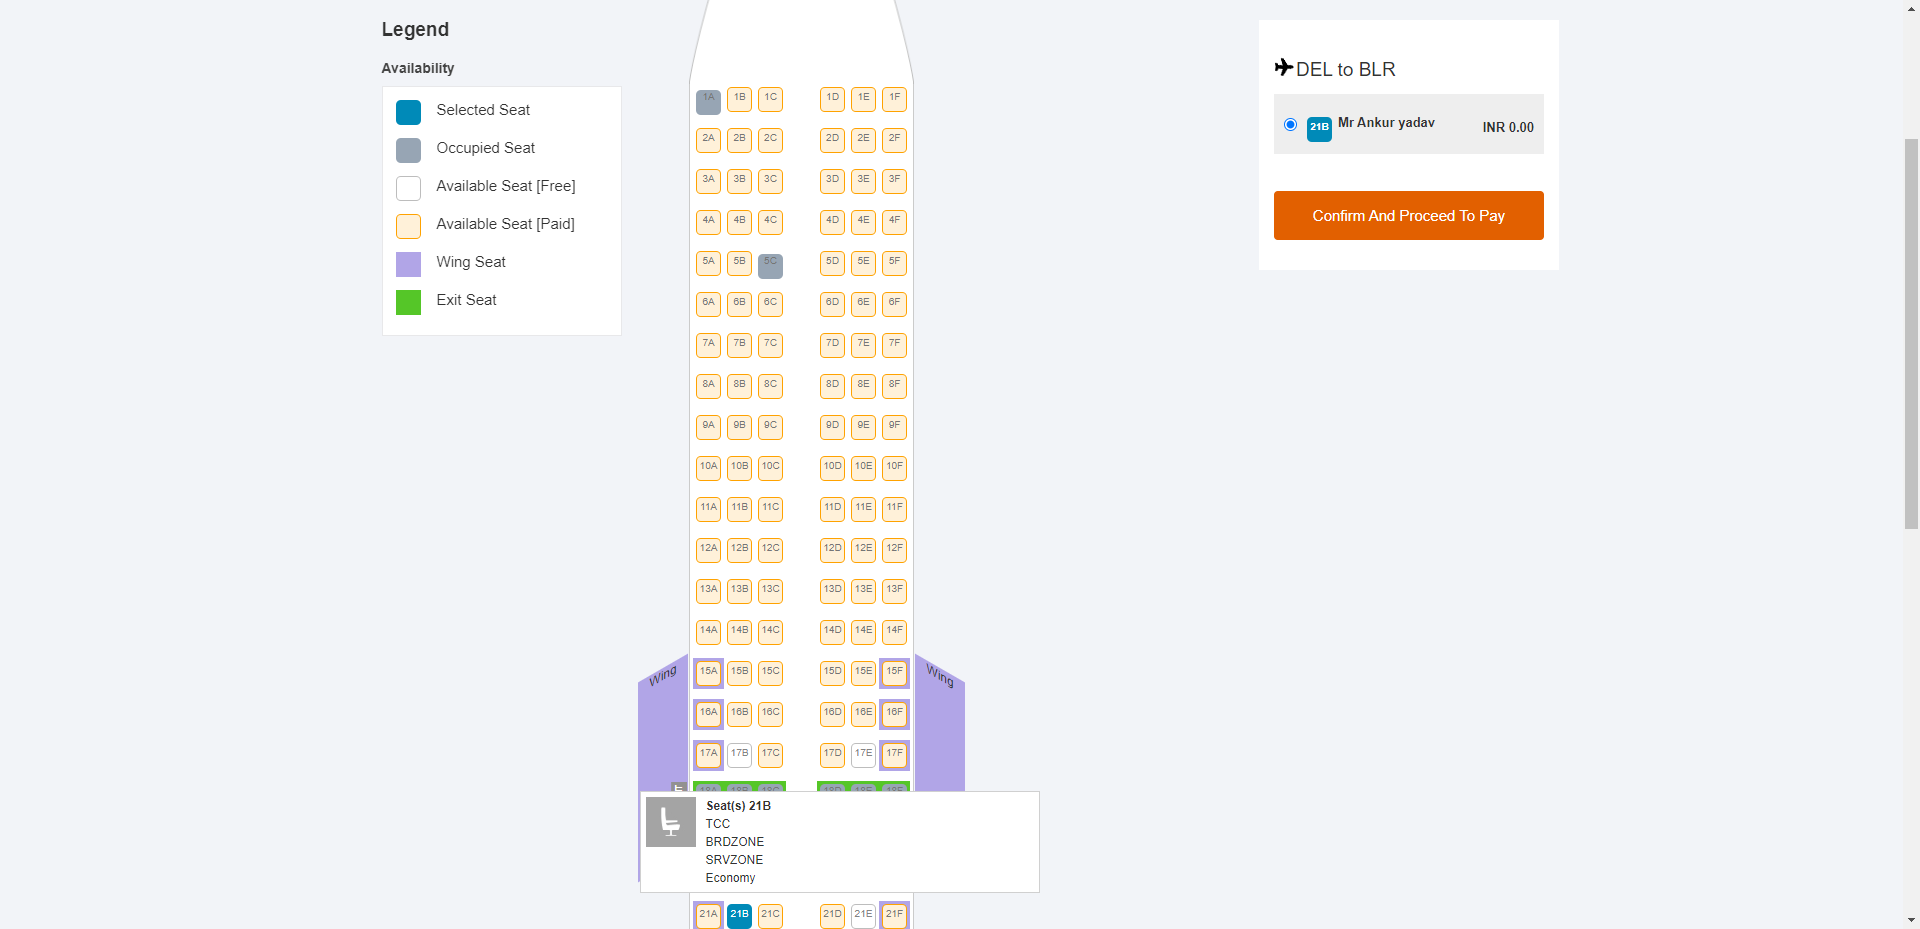 Legend
Availability
Selected Seat
Occupied Seat
Available Seat [Free]
Available Seat [Paid]
Wing Seat
Exit Seat
1A 1B 1C 1D 1E 1F
2A 2B 2C 2D 2E 2F
3A 3B 3C 3D 3E 3F
4A 4B 4C 4D 4E 4F
5A 5B 5C 5D 5E 5F
6A 6B 6C 6D 6E 6F
7A 7B 7C 7D 7E 7F
8A 8B 8C 8D 8E 8F
9A 9B 9C 9D 9E 9F
10A 10B 10C 10D 10E 10F
11A 11B 11C 11D 11E 11F
12A 12B 12C 12D 12E 12F
13A 13B 13C 13D 13E 13F
14A 14B 14C 14D 14E 14F
Wing 15A 15B 15C 15D 15E 15F Wing
16A 16B 16C 16D 16E 16F
17A 17B 17C 17D 17E 17F
18A 18B 18C 18D 18E 18F
Seat(s) 21B
TCC
BRDZONE
SRVZONE
Economy
21A 21B 21C 21D 21E 21F
DEL to BLR
21B Mr Ankur yadav INR 0.00
Confirm And Proceed To Pay